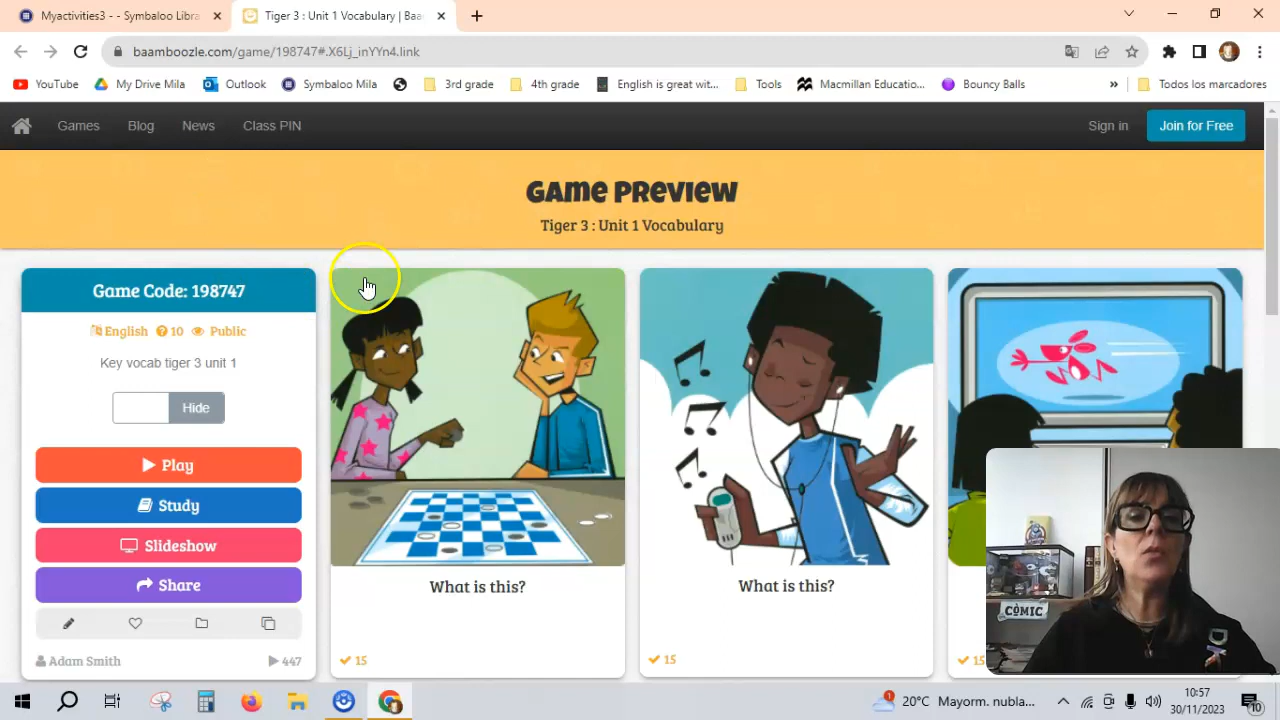 Myactivities3 - - Symbaloo Libra
Tiger 3 : Unit 1 Vocabulary | Baa
baamboozle.com/game/198747#.X6Lj_inYYn4.link
YouTube
My Drive Mila
Outlook
Symbaloo Mila
3rd grade
4th grade
English is great wit...
Tools
Macmillan Educatio...
Bouncy Balls
»
Todos los marcadores
Games
Blog
News
Class PIN
Sign in
Join for Free
Game Preview
Tiger 3 : Unit 1 Vocabulary
Game Code: 198747
English 10 Public
Key vocab tiger 3 unit 1
Hide
Play
Study
Slideshow
Share
Adam Smith
447
What is this?
15
What is this?
15
15
CÒMIC
20°C Mayorm. nubla...
1
10:57
30/11/2023
10